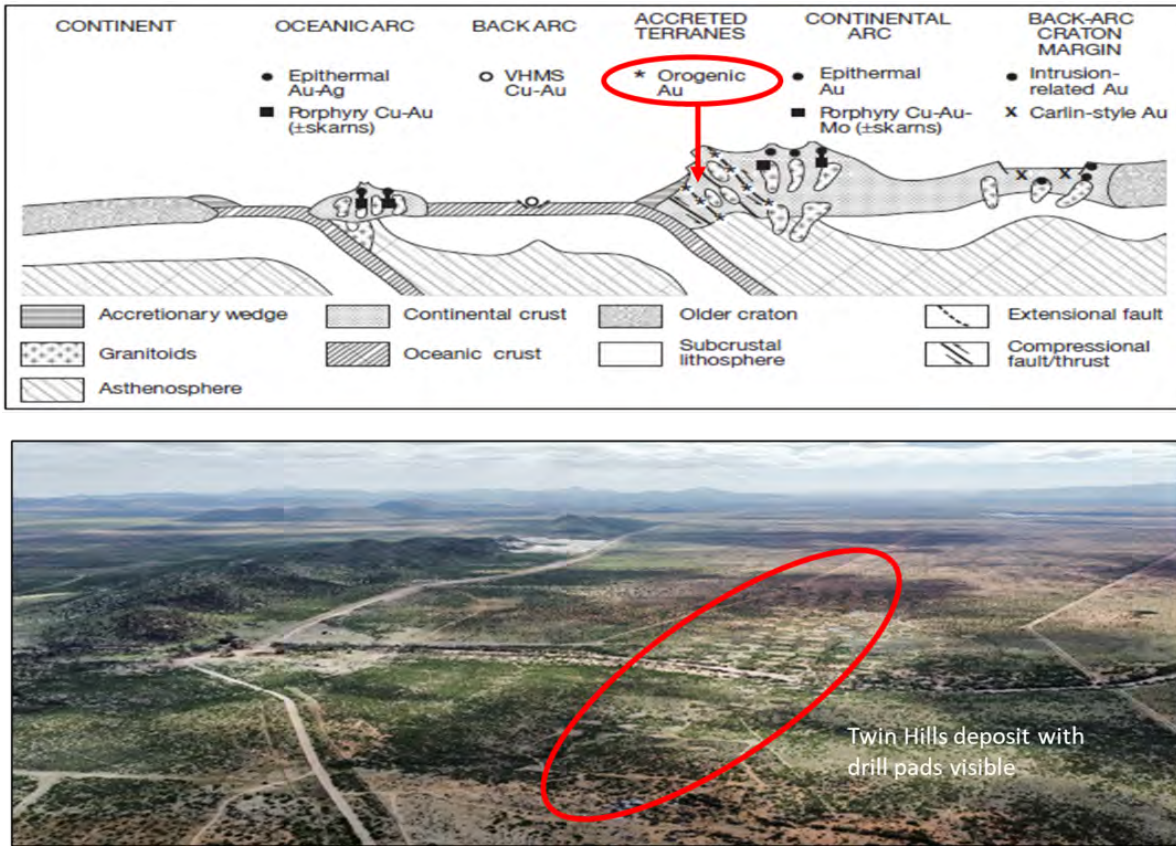 CONTINENT
OCEANIC ARC
BACK ARC
ACCRETED
TERRANES
CONTINENTAL
ARC
BACK-ARC
CRATON
MARGIN
● Epithermal
Au-Ag
■ Porphyry Cu-Au
(±skarns)
○ VHMS
Cu-Au
* Orogenic
Au
● Epithermal
Au
■ Porphyry Cu-Au-
Mo (±skarns)
● Intrusion-
related Au
x Carlin-style Au
Accretionary wedge
Continental crust
Older craton
Extensional fault
Granitoids
Oceanic crust
Subcrustal
lithosphere
Compressional
fault/thrust
Asthenosphere
Twin Hills deposit with
drill pads visible